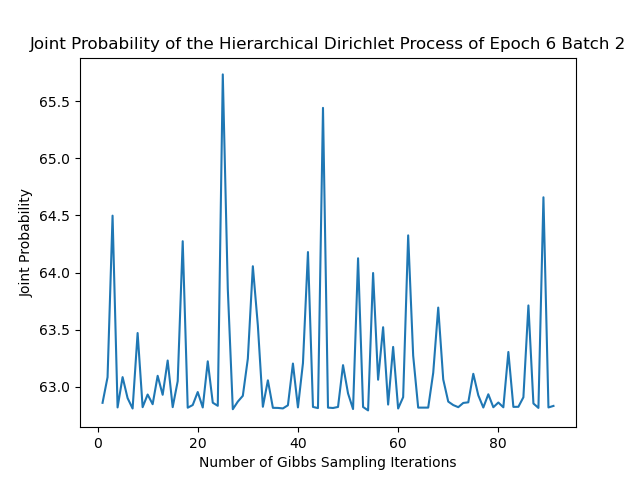 Joint Probability of the Hierarchical Dirichlet Process of Epoch 6 Batch 2
65.5
65.0
64.5
64.0
63.5
63.0
Joint Probability
0 20 40 60 80
Number of Gibbs Sampling Iterations